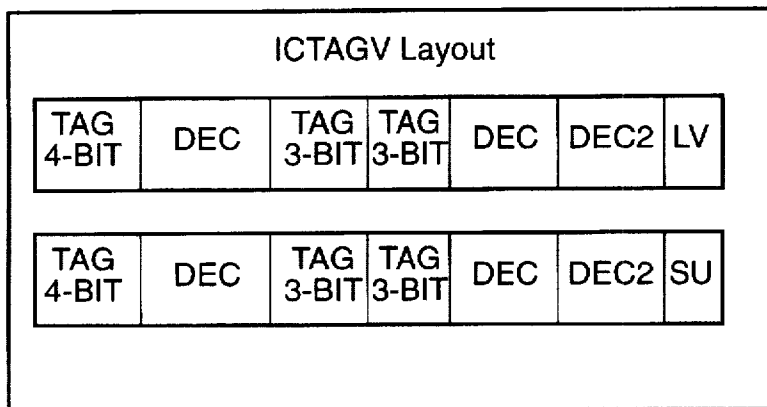 ICTAGV Layout
TAG 4-BIT DEC TAG 3-BIT TAG 3-BIT DEC DEC2 LV
TAG 4-BIT DEC TAG 3-BIT TAG 3-BIT DEC DEC2 SU